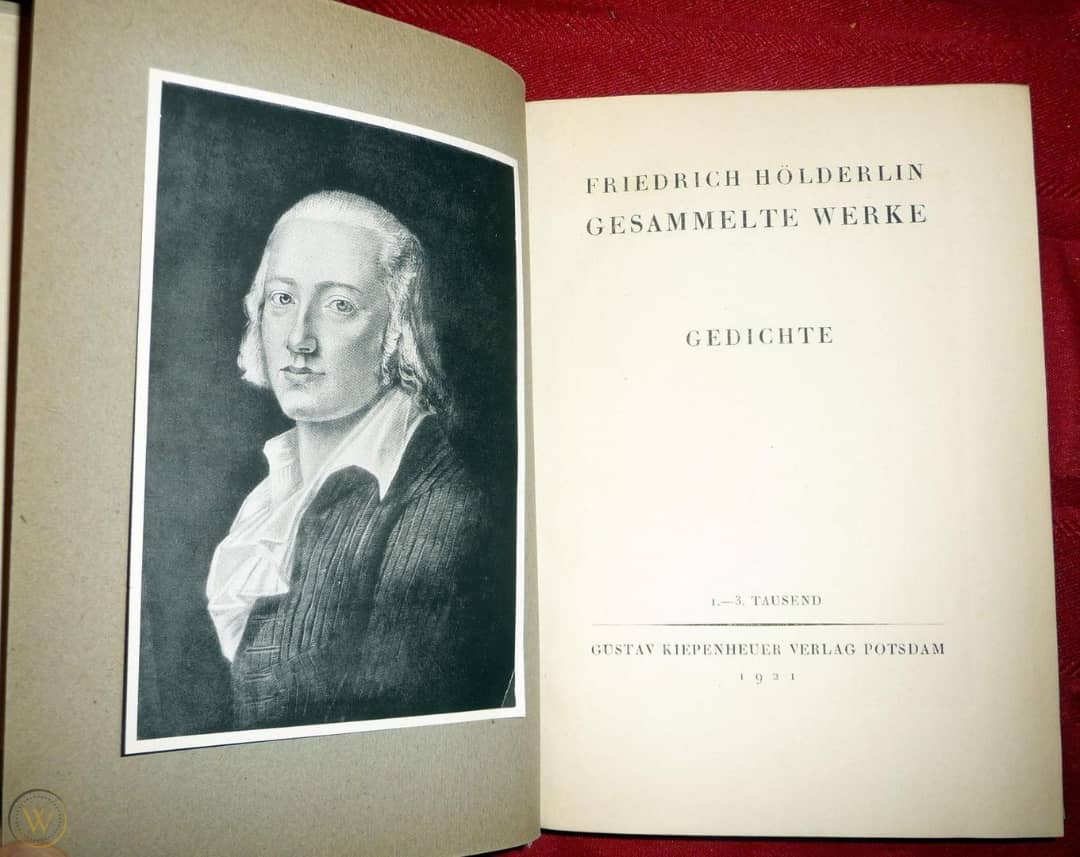 FRIEDRICH HÖLDERLIN
GESAMMELTE WERKE
GEDICHTE
1.—3. TAUSEND
GUSTAV KIEPENHEUER VERLAG POTSDAM
1921
W